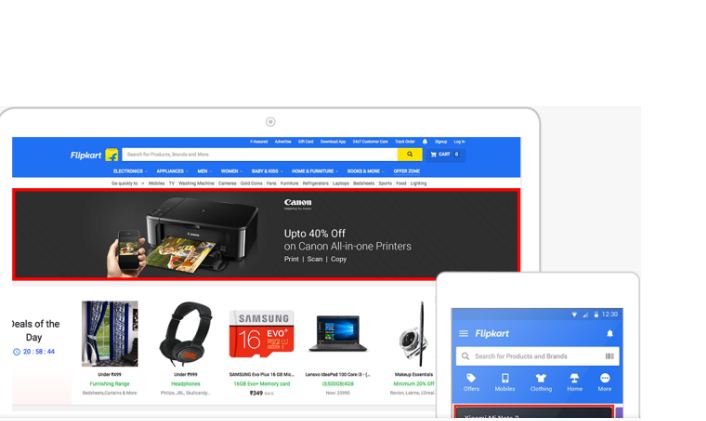 F-Assured Advertise Gift Card Download App 24x7 Customer Care Track Order Signup Log In
Flipkart
Search for Products, Brands and More
CART 0
ELECTRONICS APPLIANCES MEN WOMEN BABY & KIDS HOME & FURNITURE BOOKS & MORE OFFER ZONE
Go quickly to → Mobiles TV Washing Machine Cameras Gold Coins Fans Furniture Refrigerators Laptops Bedsheets Sports Food Lighting
Canon
Canon
Upto 40% Off
on Canon All-in-one Printers
Print | Scan | Copy
Deals of the
Day
20 : 58 : 44
SAMSUNG
16 EVO+
Under ₹499
Furnishing Range
Bedsheets,Curtains & More
Under ₹999
Headphones
Philips, JBL, Skullcandy..
SAMSUNG Evo Plus 16 GB Mic...
16GB Evo+ Memory card
₹349
Lenovo IdeaPad 100 Core i3 - (...
Now: 25990
Makeup Essentials
Minimum 20% Off
Revlon, Lakme, LOreal..
12:30
Flipkart
Search for Products and Brands
Offers Mobiles Clothing Home More
Xiaomi Mi Note 2